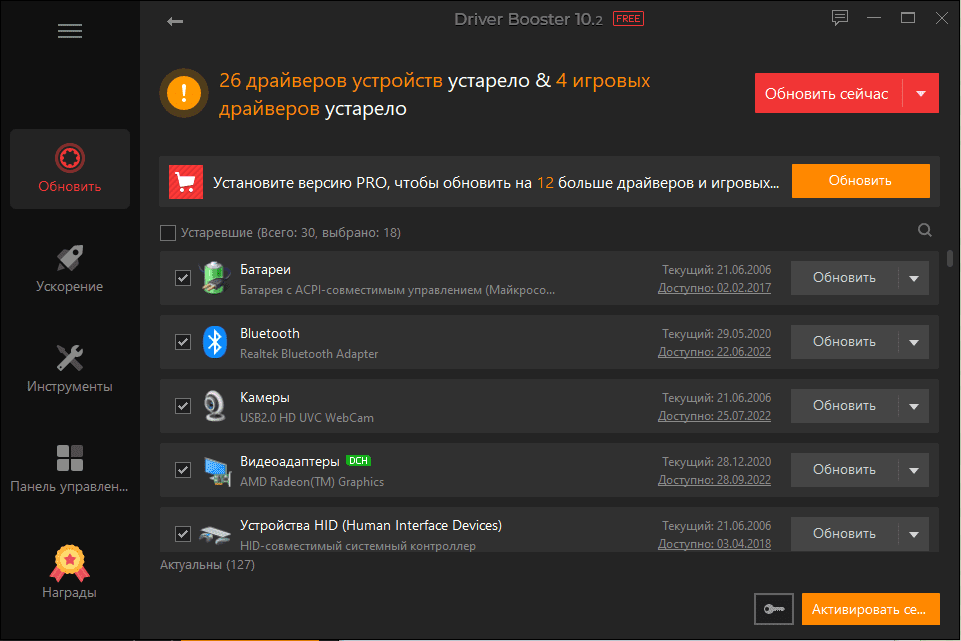 Driver Booster 10.2 FREE
26 драйверов устройств устарело & 4 игровых
драйверов устарело
Обновить сейчас
Установите версию PRO, чтобы обновить на 12 больше драйверов и игровых...
Обновить
Обновить
Ускорение
Инструменты
Панель управлен...
Награды
Устаревшие (Всего: 30, выбрано: 18)
Батареи
Батарея с ACPI-совместимым управлением (Майкросо...
Текущий: 21.06.2006
Доступно: 02.02.2017
Обновить
Bluetooth
Realtek Bluetooth Adapter
Текущий: 29.05.2020
Доступно: 22.06.2022
Обновить
Камеры
USB2.0 HD UVC WebCam
Текущий: 21.06.2006
Доступно: 25.07.2022
Обновить
Видеоадаптеры DCH
AMD Radeon(TM) Graphics
Текущий: 28.12.2020
Доступно: 28.09.2022
Обновить
Устройства HID (Human Interface Devices)
HID-совместимый системный контроллер
Текущий: 21.06.2006
Доступно: 03.04.2018
Обновить
Актуальны (127)
Активировать се...